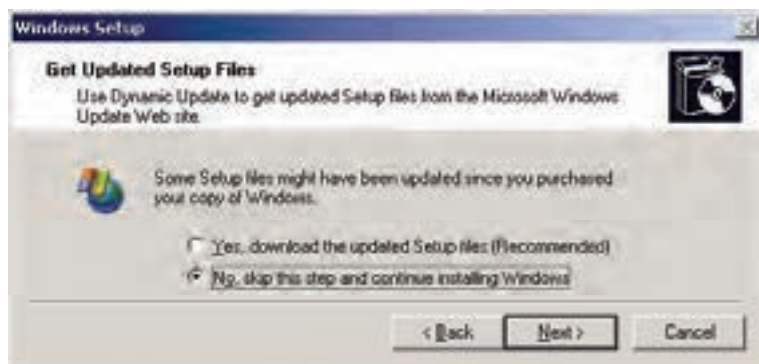 Windows Setup
Get Updated Setup Files
Use Dynamic Update to get updated Setup files from the Microsoft Windows
Update Web site.
Some Setup files might have been updated since you purchased
your copy of Windows.
Yes, download the updated Setup files (Recommended)
No, skip this step and continue installing Windows
< Back
Next >
Cancel